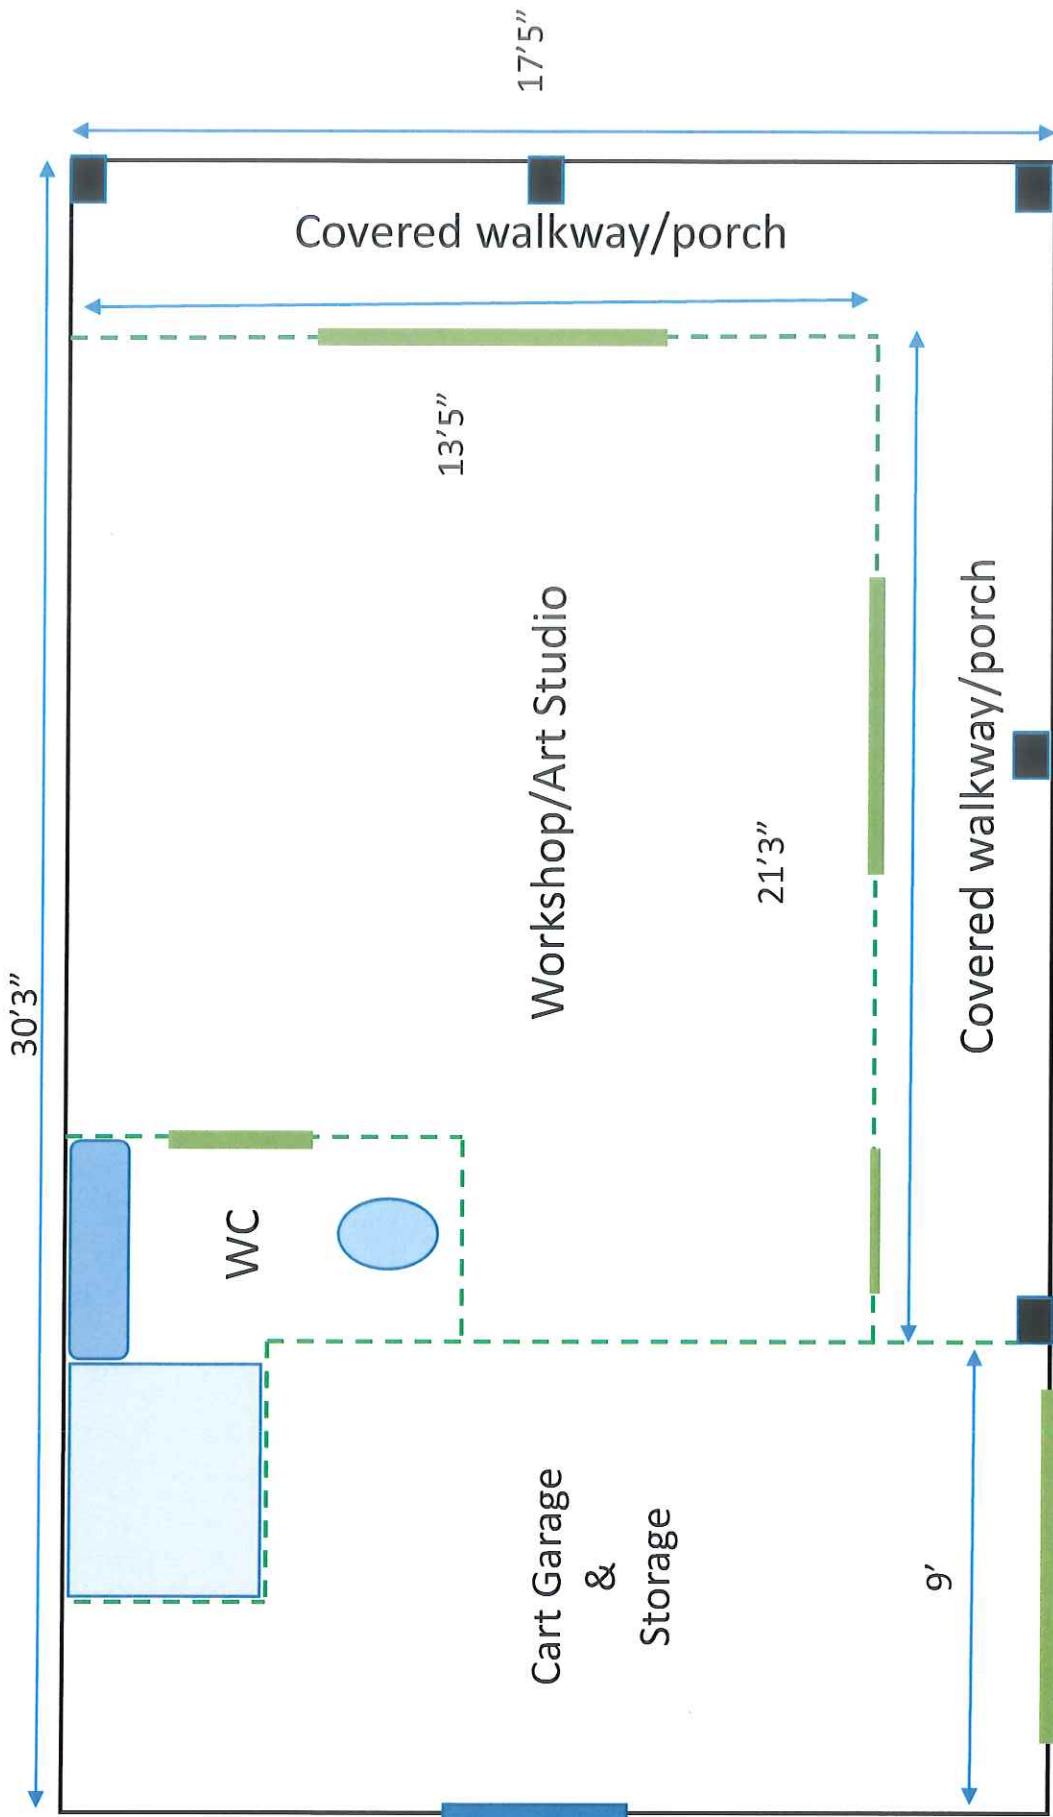 30’3”
17’5”
Covered walkway/porch
13’5”
Workshop/Art Studio
21’3”
Covered walkway/porch
WC
Cart Garage
&
Storage
9’